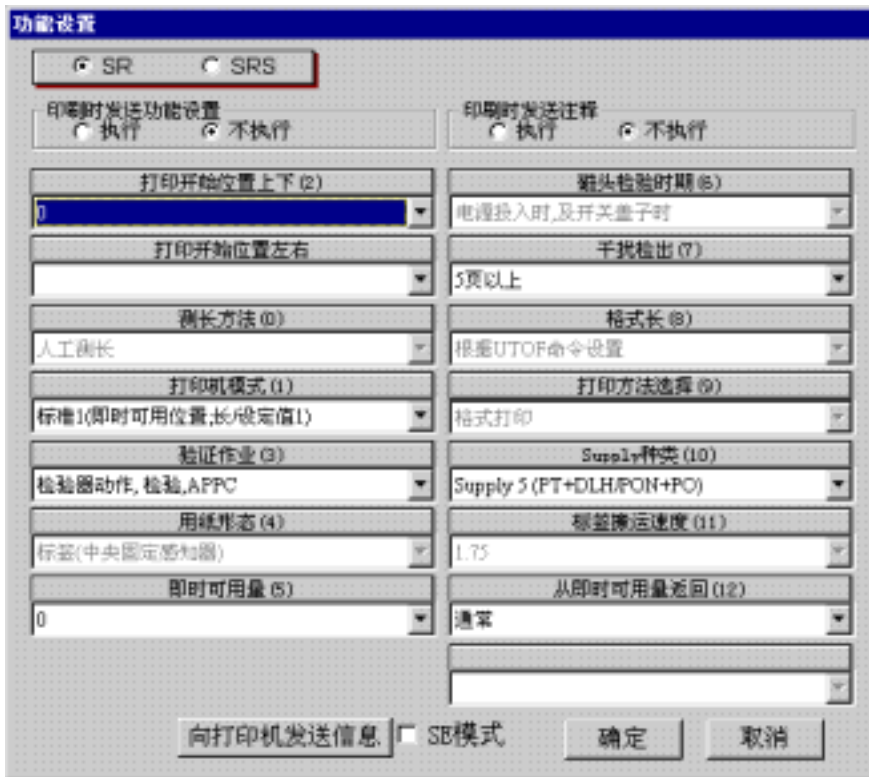 功能设置
SR SRS
印刷时发送功能设置
执行 不执行
印刷时发送注释
执行 不执行
打印开始位置上下(2)
0
打印开始位置左右
测长方法(0)
人工测长
打印机模式(1)
标准1(即时可用位置,长/设定值1)
验证作业(3)
检验器动作, 检验,APPC
用纸形态(4)
标签(中央固定感知器)
即时可用量(5)
0
磁头检验时期(6)
电源投入时,及开关盖子时
干扰检出(7)
5页以上
格式长(8)
根据UTOF命令设置
打印方法选择(9)
格式打印
Supply种类(10)
Supply 5 (PT+DLH/PON+PO)
标签搬运速度(11)
1.75
从即时可用量返回(12)
通常
向打印机发送信息 SE模式 确定 取消